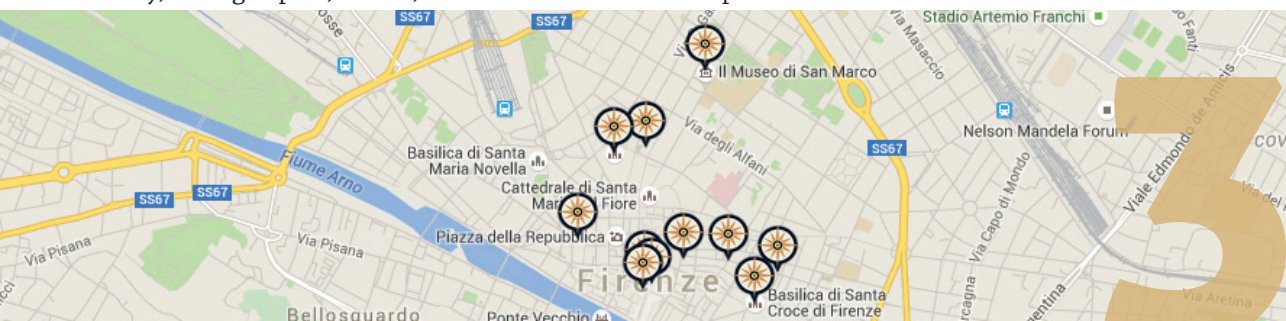 SS67
SS67
Stadio Artemio Franchi
Via Masaccio
Il Museo di San Marco
Via degli Alfani
Nelson Mandela Forum
Viale Edmondo de Amicis
SS67
Basilica di Santa
Maria Novella
Fiume Arno
Cattedrale di Santa
Fiore
SS67
SS67
Via Capo di Mondo
Piazza della Repubblica
Via Pisana
Via Pisana
Firenze
Basilica di Santa
Croce di Firenze
Via Aretina
Bellosguardo
Ponte Vecchio
3